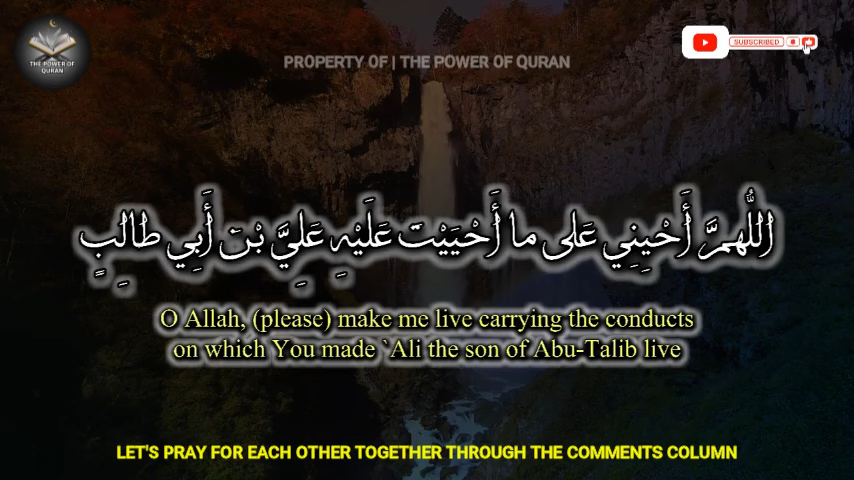 THE POWER OF
QURAN
PROPERTY OF | THE POWER OF QURAN
SUBSCRIBED
اللَّهُمَّ أَحْيِنِي عَلى ما أَحْيَيْتَ عَلَيْهِ عَلِيَّ بْنَ أَبِي طالِبٍ
O Allah, (please) make me live carrying the conducts
on which You made `Ali the son of Abu-Talib live
LET'S PRAY FOR EACH OTHER TOGETHER THROUGH THE COMMENTS COLUMN